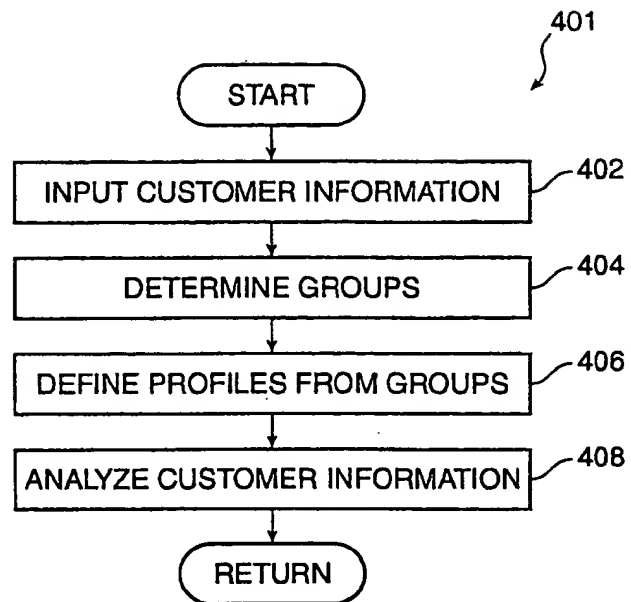 401
START
INPUT CUSTOMER INFORMATION
402
DETERMINE GROUPS
404
DEFINE PROFILES FROM GROUPS
406
ANALYZE CUSTOMER INFORMATION
408
RETURN